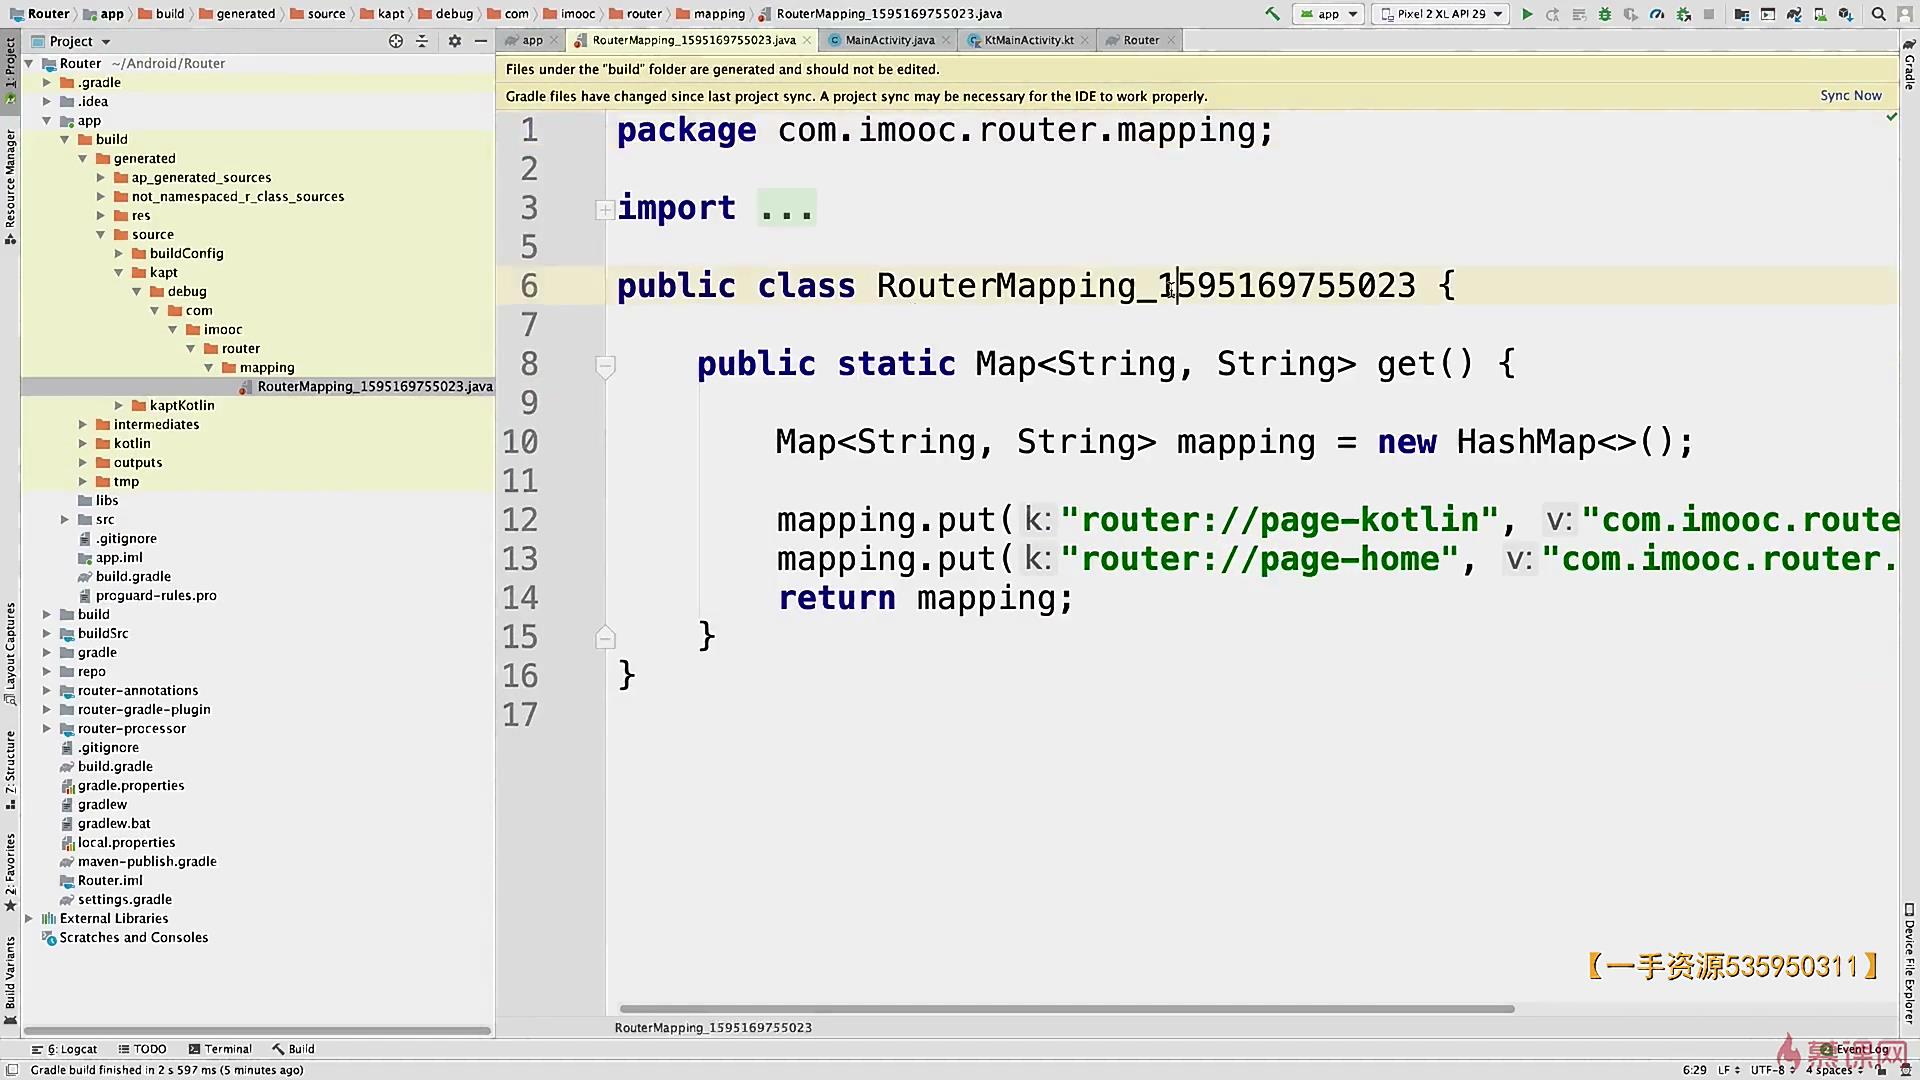 Router app build generated source kapt debug com imooc router mapping RouterMapping_1595169755023.java
app
Pixel 2 XL API 29
Project
app
RouterMapping_1595169755023.java
MainActivity.java
KtMainActivity.kt
Router
1: Project
Resource Manager
Layout Captures
7: Structure
2: Favorites
Build Variants
Router ~/Android/Router
.gradle
.idea
app
build
generated
ap_generated_sources
not_namespaced_r_class_sources
res
source
buildConfig
kapt
debug
com
imooc
router
mapping
RouterMapping_1595169755023.java
kaptKotlin
intermediates
kotlin
outputs
tmp
libs
src
.gitignore
app.iml
build.gradle
proguard-rules.pro
build
buildSrc
gradle
repo
router-annotations
router-gradle-plugin
router-processor
.gitignore
build.gradle
gradle.properties
gradlew
gradlew.bat
local.properties
maven-publish.gradle
Router.iml
settings.gradle
External Libraries
Scratches and Consoles
Files under the "build" folder are generated and should not be edited.
Gradle files have changed since last project sync. A project sync may be necessary for the IDE to work properly.
Sync Now
1 package com.imooc.router.mapping;
2
3 import ...
5
6 public class RouterMapping_1595169755023 {
7
8 public static Map<String, String> get() {
9
10 Map<String, String> mapping = new HashMap<>();
11
12 mapping.put( k: "router://page-kotlin", v: "com.imooc.route
13 mapping.put( k: "router://page-home", v: "com.imooc.router.
14 return mapping;
15 }
16 }
17
Gradle
Device File Explorer
【一手资源535950311】
RouterMapping_1595169755023
6: Logcat
TODO
Terminal
Build
Event Log
慕课网
Gradle build finished in 2 s 597 ms (5 minutes ago)
6:29 LF UTF-8 4 spaces